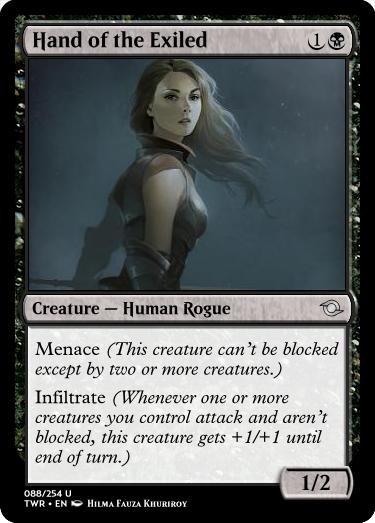 Hand of the Exiled 1
Creature — Human Rogue
Menace (This creature can't be blocked
except by two or more creatures.)
Infiltrate (Whenever one or more
creatures you control attack and aren't
blocked, this creature gets +1/+1 until
end of turn.)
1/2
088/254 U
TWR • EN Hilma Fauza Khuriroy